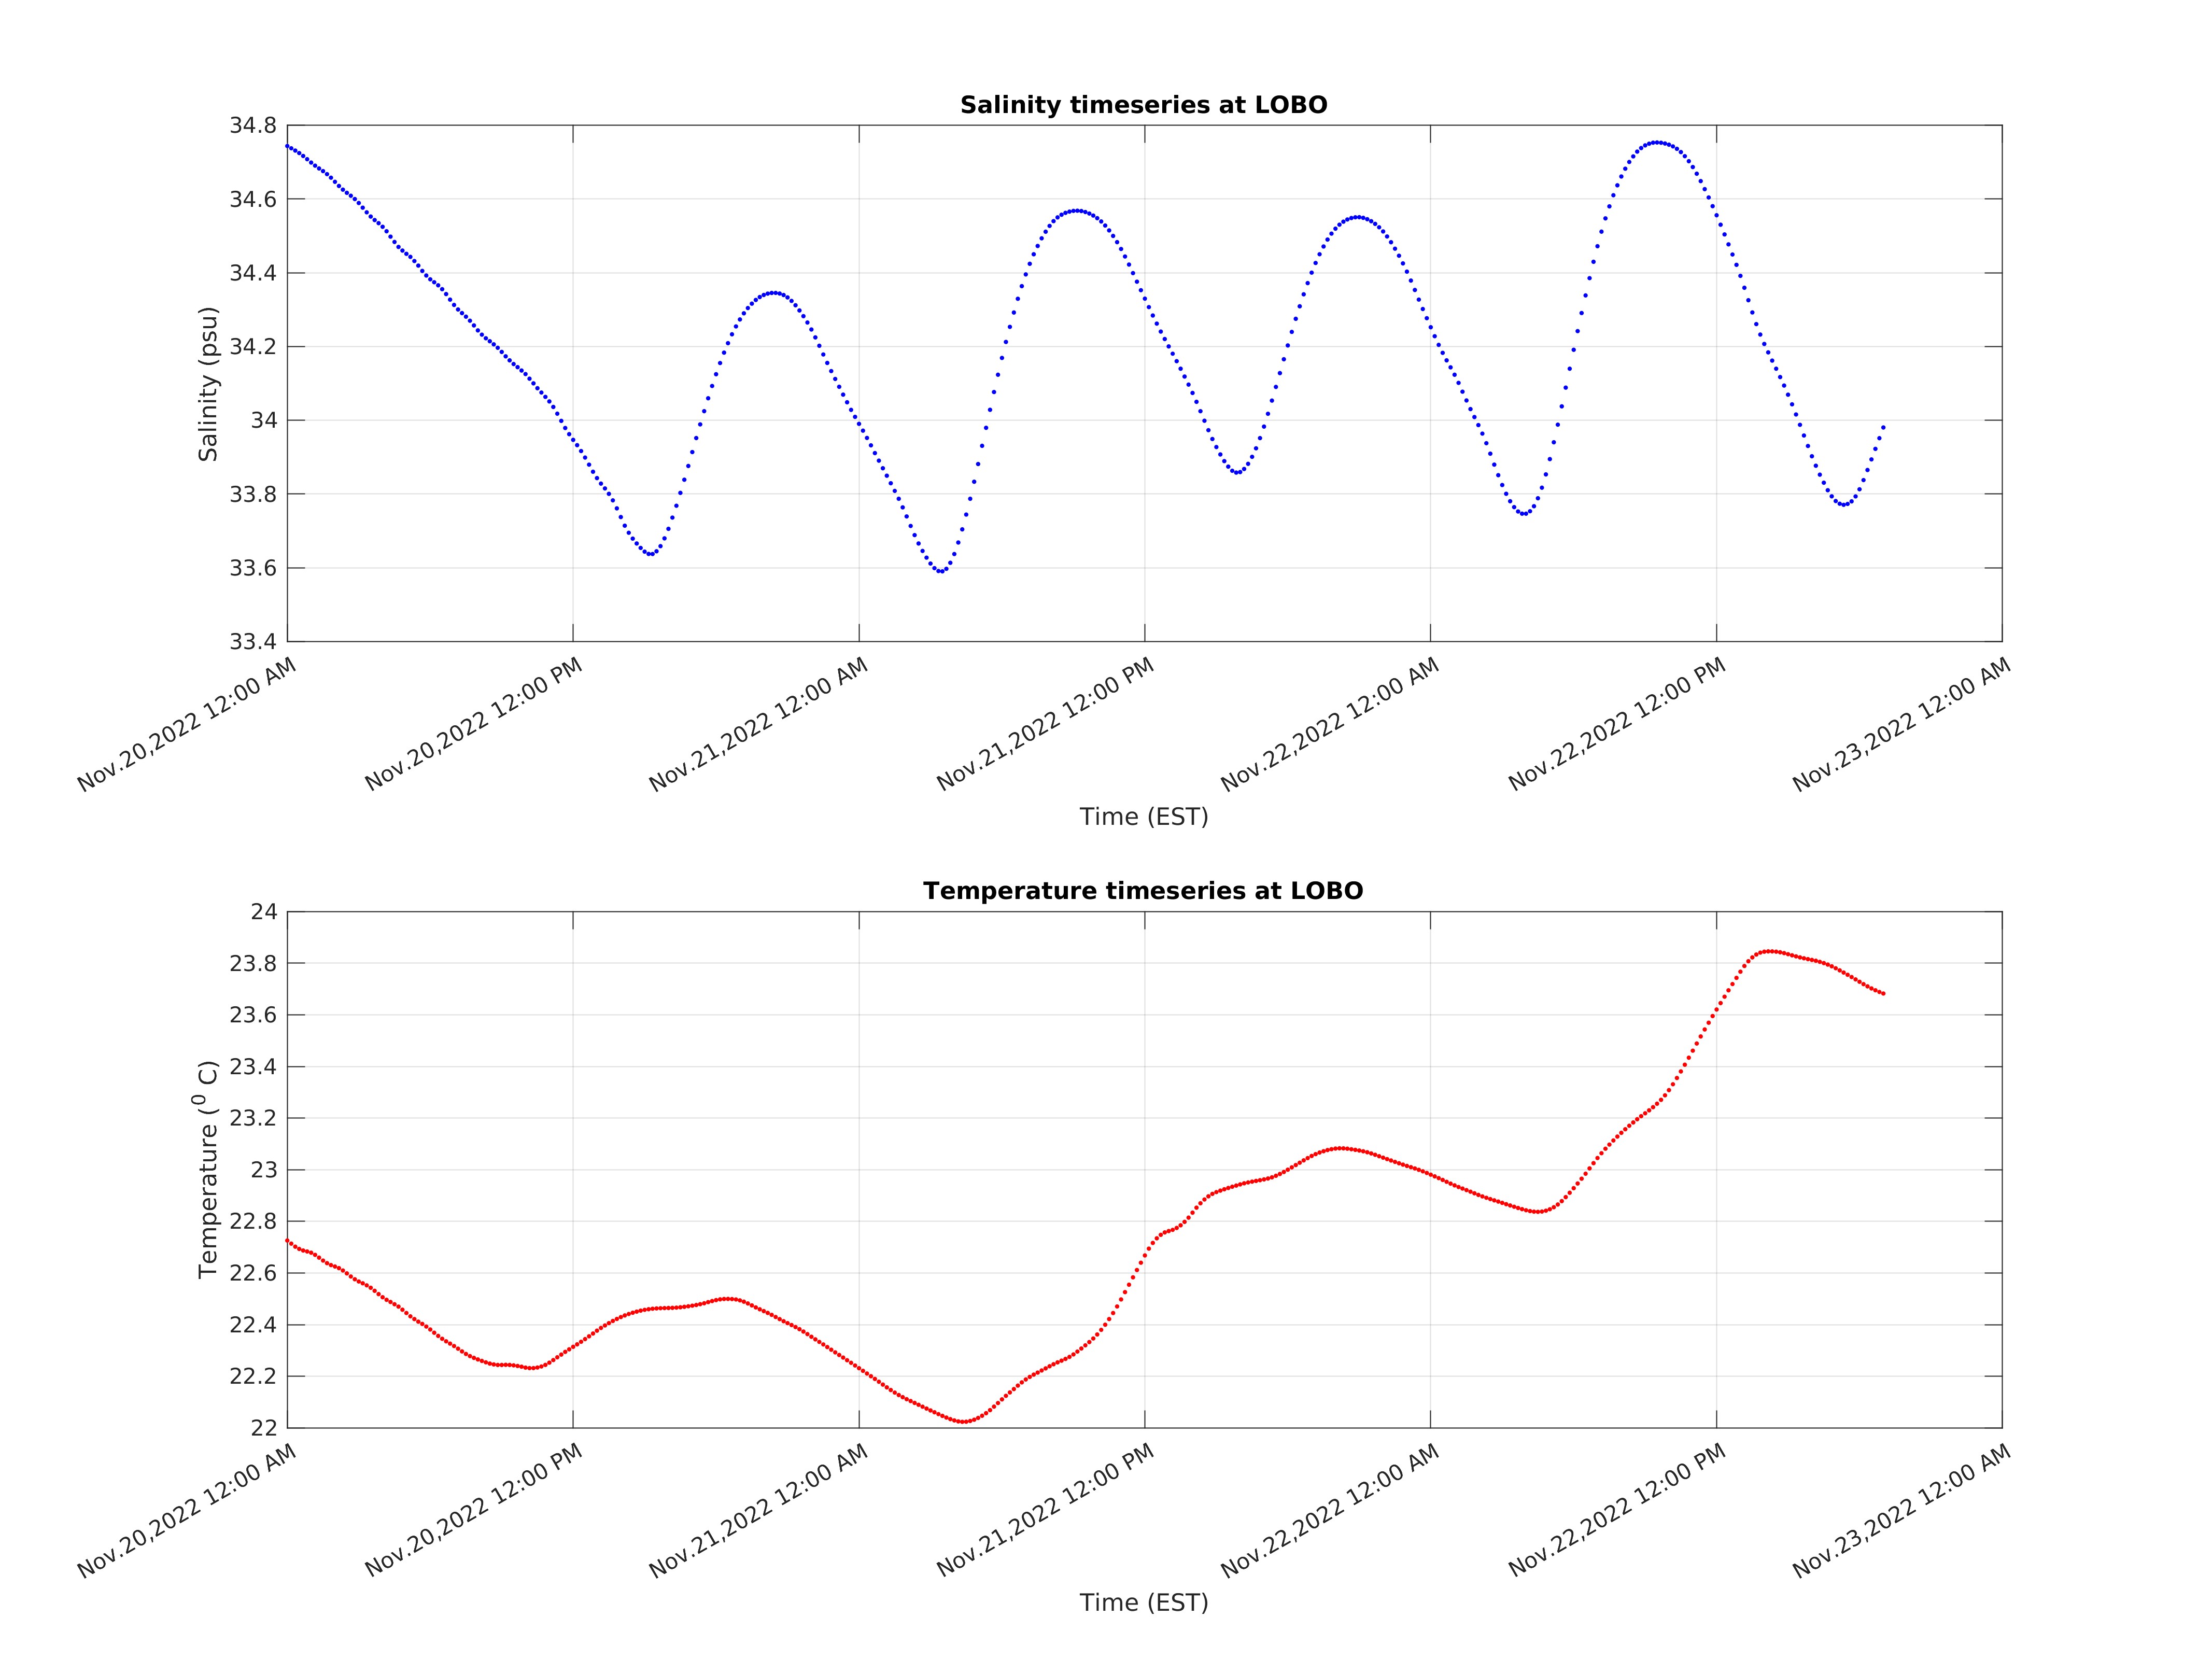 Salinity timeseries at LOBO
34.8
34.6
34.4
34.2
34
33.8
33.6
33.4
Salinity (psu)
Nov.20,2022 12:00 AM
Nov.20,2022 12:00 PM
Nov.21,2022 12:00 AM
Nov.21,2022 12:00 PM
Nov.22,2022 12:00 AM
Nov.22,2022 12:00 PM
Nov.23,2022 12:00 AM
Time (EST)
Temperature timeseries at LOBO
24
23.8
23.6
23.4
23.2
23
22.8
22.6
22.4
22.2
22
Temperature (⁰ C)
Nov.20,2022 12:00 AM
Nov.20,2022 12:00 PM
Nov.21,2022 12:00 AM
Nov.21,2022 12:00 PM
Nov.22,2022 12:00 AM
Nov.22,2022 12:00 PM
Nov.23,2022 12:00 AM
Time (EST)